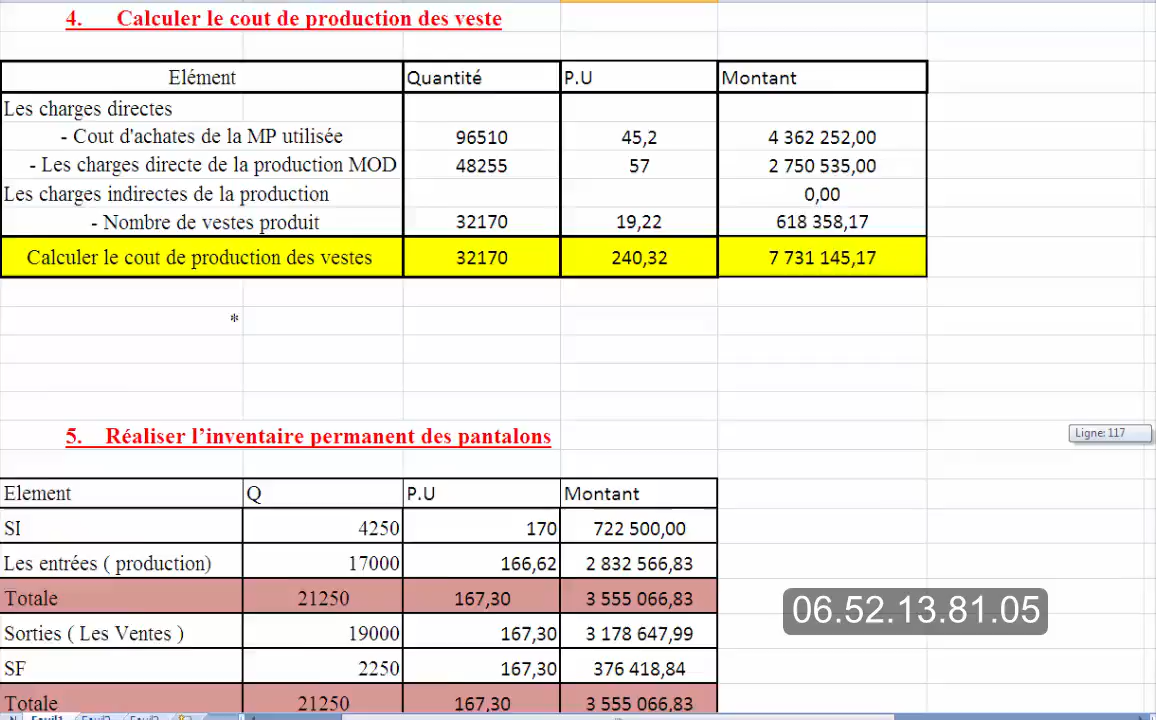 4. Calculer le cout de production des veste
Elément Quantité P.U Montant
Les charges directes
- Cout d'achates de la MP utilisée 96510 45,2 4 362 252,00
- Les charges directe de la production MOD 48255 57 2 750 535,00
Les charges indirectes de la production 0,00
- Nombre de vestes produit 32170 19,22 618 358,17
Calculer le cout de production des vestes 32170 240,32 7 731 145,17
*
5. Réaliser l'inventaire permanent des pantalons
Ligne: 117
Element Q P.U Montant
SI 4250 170 722 500,00
Les entrées ( production) 17000 166,62 2 832 566,83
Totale 21250 167,30 3 555 066,83
06.52.13.81.05
Sorties ( Les Ventes ) 19000 167,30 3 178 647,99
SF 2250 167,30 376 418,84
Totale 21250 167,30 3 555 066,83
Feuil1 Feuil2 Feuil3